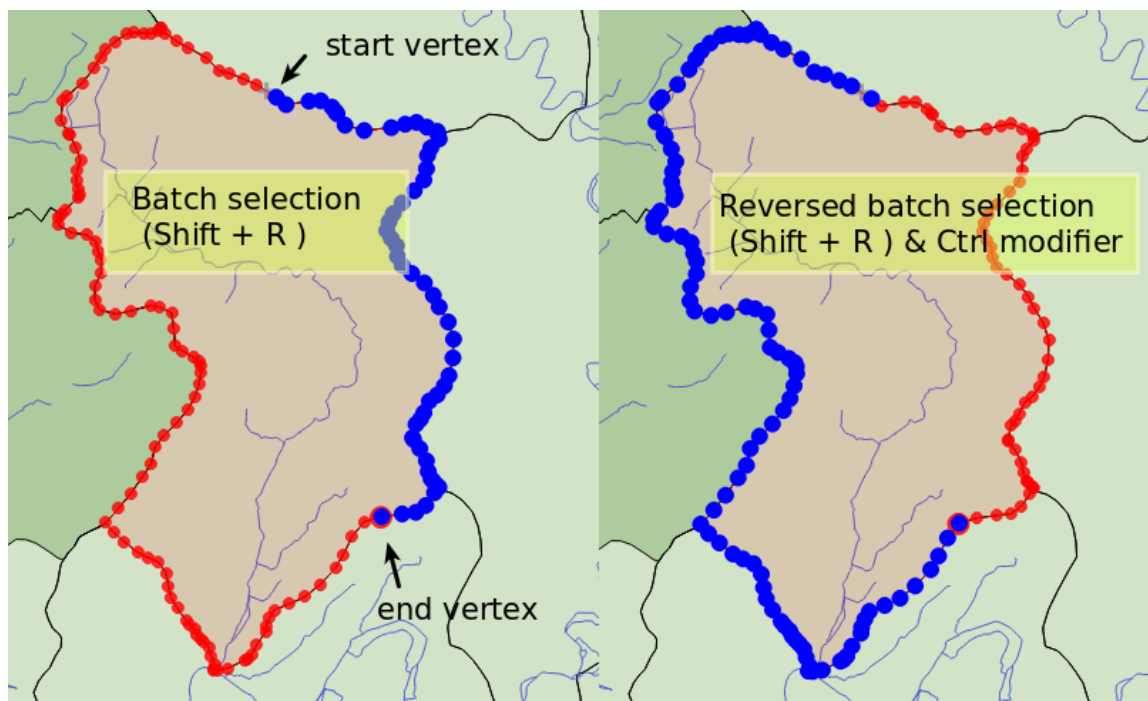 start vertex
Batch selection
(Shift + R )
end vertex
Reversed batch selection
(Shift + R ) & Ctrl modifier